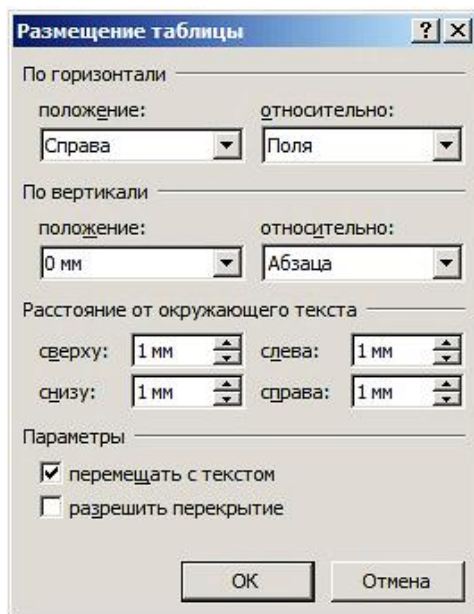 Размещение таблицы
По горизонтали
положение: относительно:
Справа Поля
По вертикали
положение: относительно:
0 мм Абзаца
Расстояние от окружающего текста
сверху: 1 мм слева: 1 мм
снизу: 1 мм справа: 1 мм
Параметры
перемещать с текстом
разрешить перекрытие
ОК Отмена